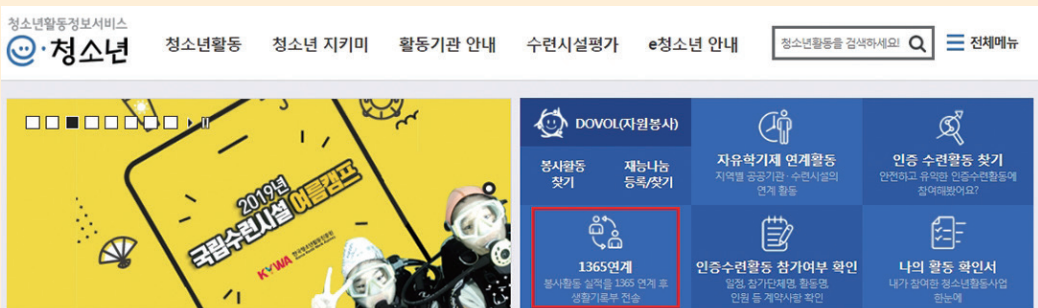 청소년활동정보서비스
e·청소년
청소년활동 청소년 지키미 활동기관 안내 수련시설평가 e청소년 안내
청소년활동을 검색하세요!
전체메뉴
2019년
국립수련시설 여름캠프
KYWA 한국청소년활동진흥원
DOVOL(자원봉사)
봉사활동
찾기
재능나눔
등록/찾기
자유학기제 연계활동
지역별 공공기관·수련시설의
연계 활동
인증 수련활동 찾기
안전하고 유익한 인증수련활동에
참여해봤어요?
1365연계
봉사활동 실적을 1365 연계 후
생활기록부 전송
인증수련활동 참가여부 확인
일정, 참가단체명, 활동명,
인원 등 계약사항 확인
나의 활동 확인서
내가 참여한 청소년활동사업
한눈에